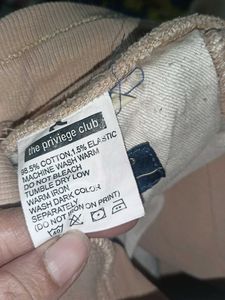 the priviege club
98.5% COTTON,1.5% ELASTIC
MACHINE WASH WARM
DO NOT BLEACH
TUMBLE DRY LOW
WARM IRON
WASH DARK COLOR
SEPARATELY
(DO NOT IRON ON PRINT)